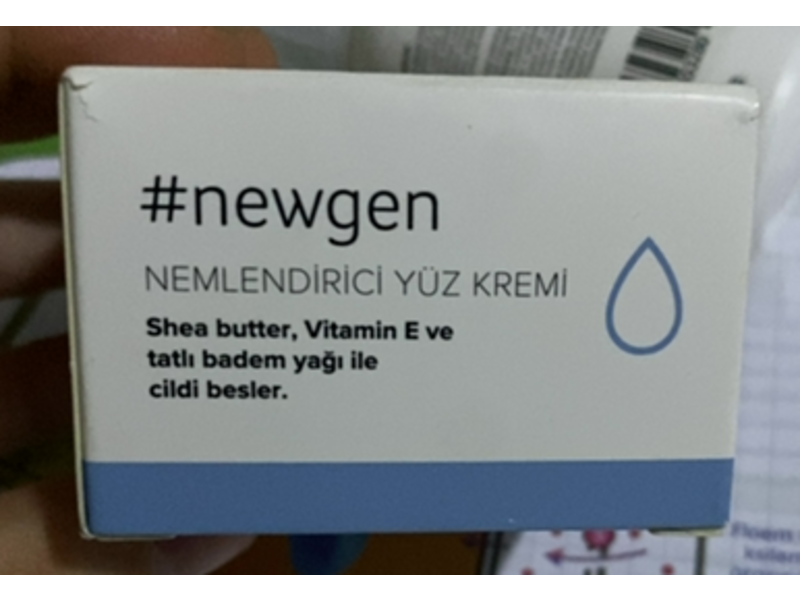 #newgen
NEMLENDİRİCİ YÜZ KREMİ
Shea butter, Vitamin E ve
tatlı badem yağı ile
cildi besler.